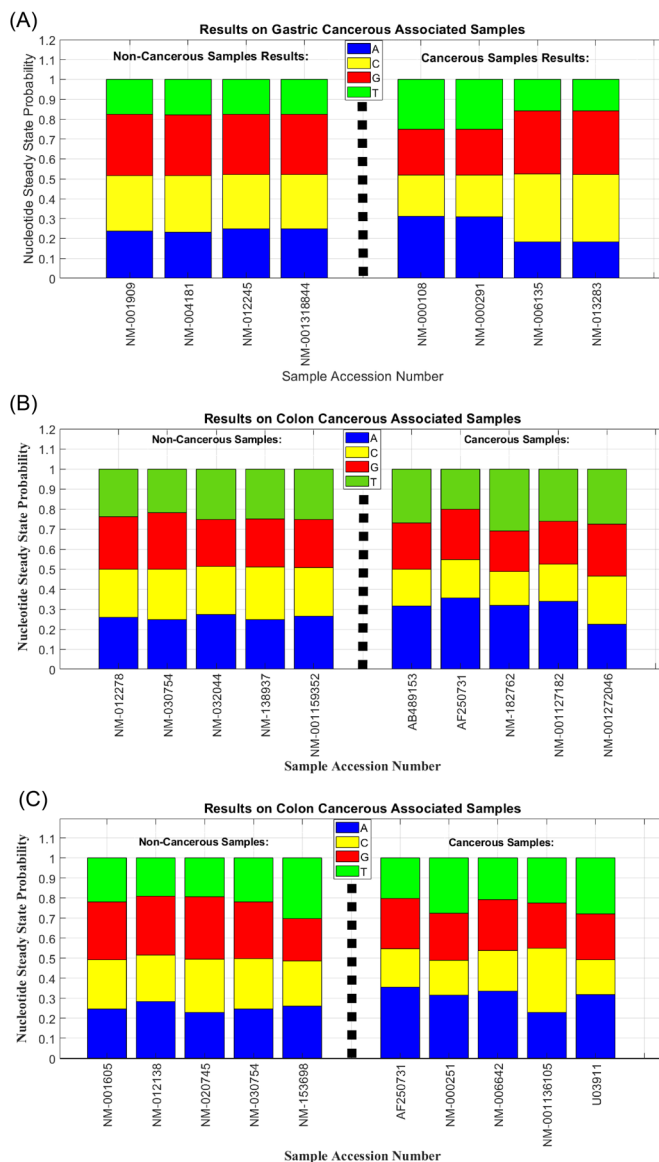 (A)
Results on Gastric Cancerous Associated Samples
Non-Cancerous Samples Results:
Cancerous Samples Results:
A
C
G
T
Nucleotide Steady State Probability
1.2
1.1
1
0.9
0.8
0.7
0.6
0.5
0.4
0.3
0.2
0.1
0
NM-001909
NM-004181
NM-012245
NM-001318844
NM-000108
NM-000291
NM-006135
NM-013283
Sample Accession Number
(B)
Results on Colon Cancerous Associated Samples
Non-Cancerous Samples:
Cancerous Samples:
A
C
G
T
Nucleotide Steady State Probability
1.2
1.1
1
0.9
0.8
0.7
0.6
0.5
0.4
0.3
0.2
0.1
0
NM-012278
NM-030754
NM-032044
NM-138937
NM-001159352
AB489153
AF250731
NM-182762
NM-001127182
NM-001272046
Sample Accession Number
(C)
Results on Colon Cancerous Associated Samples
Non-Cancerous Samples:
Cancerous Samples:
A
C
G
T
Nucleotide Steady State Probability
1.1
1
0.9
0.8
0.7
0.6
0.5
0.4
0.3
0.2
0.1
0
NM-001605
NM-012138
NM-020745
NM-030754
NM-153698
AF250731
NM-000251
NM-006642
NM-001136105
U03911
Sample Accession Number